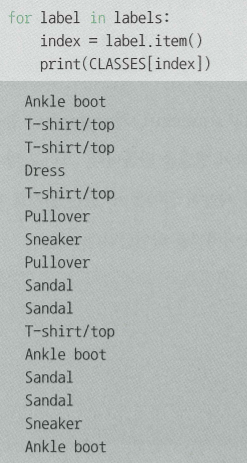 for label in labels:
    index = label.item()
    print(CLASSES[index])
Ankle boot
T-shirt/top
T-shirt/top
Dress
T-shirt/top
Pullover
Sneaker
Pullover
Sandal
Sandal
T-shirt/top
Ankle boot
Sandal
Sandal
Sneaker
Ankle boot